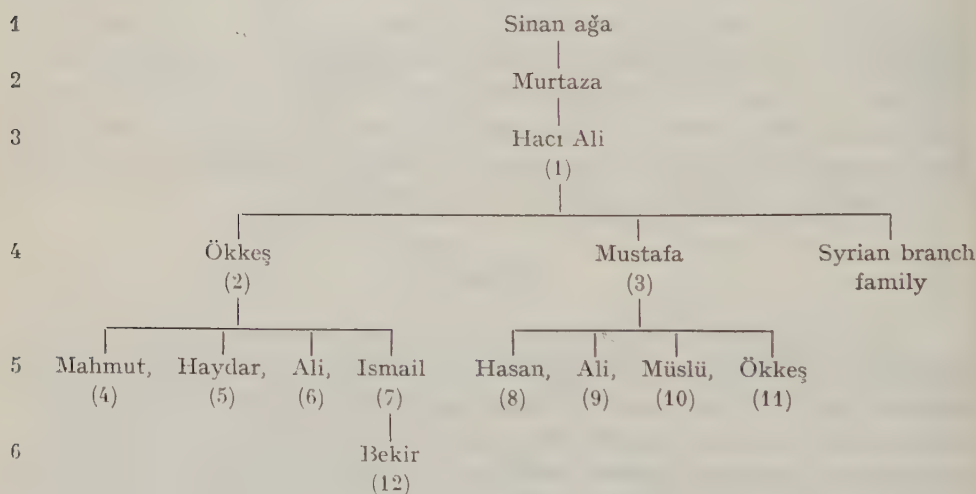 1 Sinan ağa
2 Murtaza
3 Hacı Ali
(1)
4 Ökkeş Mustafa Syrian branch
(2) (3) family
5 Mahmut, Haydar, Ali, Ismail Hasan, Ali, Müslü, Ökkeş
(4) (5) (6) (7) (8) (9) (10) (11)
6 Bekir
(12)